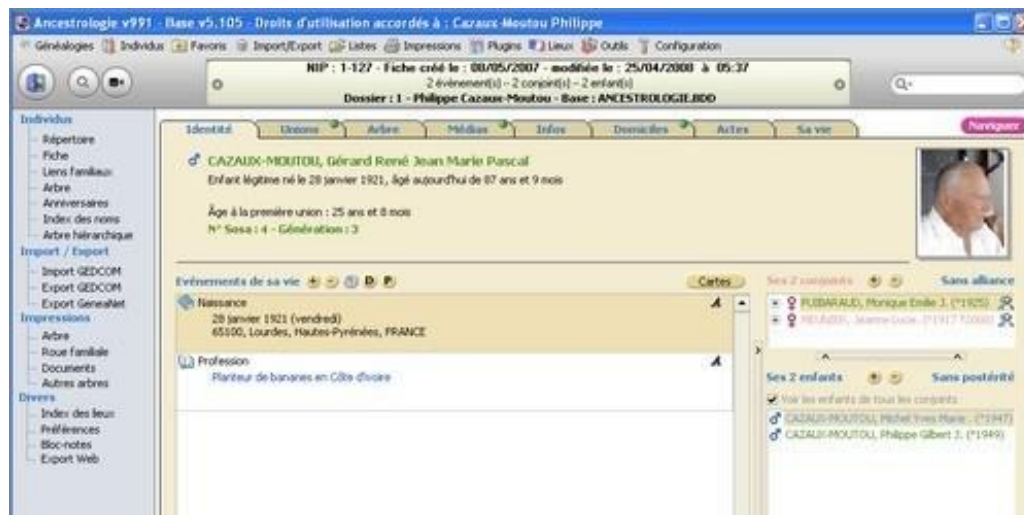 Ancestrologie v991 - Base v5.105 - Droits d'utilisation accordés à : Cazaux-Moutou Philippe
Généalogies Individus Favoris Import/Export Listes Impressions Plugins Lieux Outils Configuration
NIP : 1-127 - Fiche créé le : 08/05/2007 - modifiée le : 25/04/2008 à 05:37
2 évènement(s) - 2 conjoint(s) - 2 enfant(s)
Dossier : 1 - Philippe Cazaux-Moutou - Base : ANCESTROLOGIE.BDD
Individus
Répertoire
Fiche
Liens familiaux
Arbre
Anniversaires
Index des noms
Arbre hiérarchique
Import / Export
Import GEDCOM
Export GEDCOM
Export GeneaNet
Impressions
Arbre
Roue familiale
Documents
Autres arbres
Divers
Index des lieux
Préférences
Bloc-notes
Export Web
Identité Unions Arbre Médias Infos Domiciles Actes Sa vie Naviguer
CAZAUX-MOUTOU, Gérard René Jean Marie Pascal
Enfant légitime né le 28 janvier 1921, âgé aujourd'hui de 87 ans et 9 mois
Âge à la première union : 25 ans et 8 mois
N° Sosa : 4 - Génération : 3
Evénements de sa vie D P Cartes
Naissance
28 janvier 1921 (vendredi)
65100, Lourdes, Hautes-Pyrénées, FRANCE
Profession
Planteur de bananes en Côte d'ivoire
Ses 2 conjoints Sans alliance
Monique Emilie J. (°1925)
MEUNIER, Jeanne Lucie
Ses 2 enfants Sans postérité
Voir les enfants de tous les conjoints
CAZAUX-MOUTOU, Michel Yves Marie . (°1947)
CAZAUX-MOUTOU, Philippe Gilbert J. (°1949)